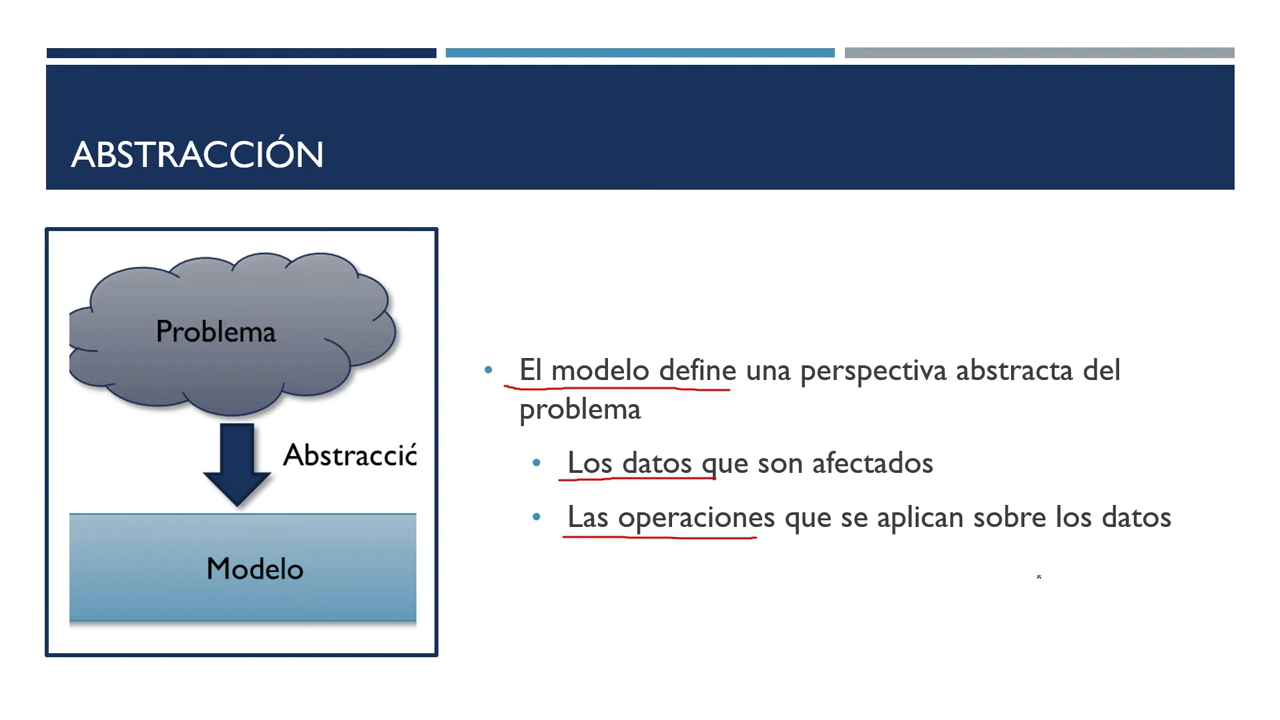 ABSTRACCIÓN
Problema
Abstracció
Modelo
• El modelo define una perspectiva abstracta del
problema
• Los datos que son afectados
• Las operaciones que se aplican sobre los datos